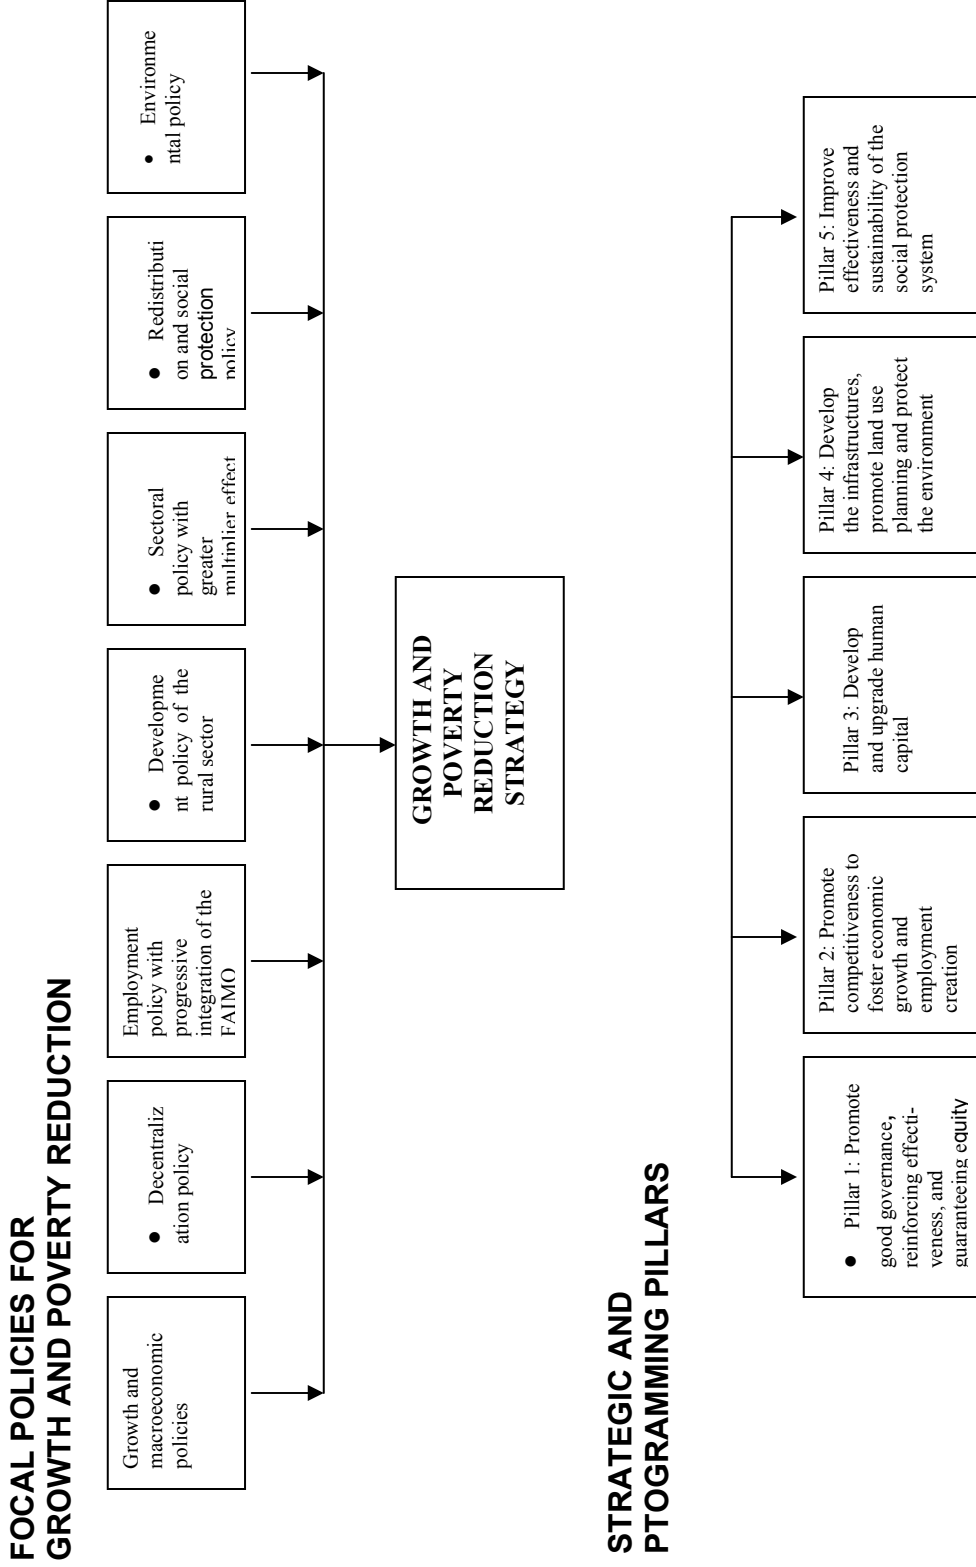 FOCAL POLICIES FOR
GROWTH AND POVERTY REDUCTION
Growth and
macroeconomic
policies
● Decentraliz
ation policy
Employment
policy with
progressive
integration of the
FAIMO
● Developme
nt policy of the
rural sector
● Sectoral
policy with
greater
multiplier effect
● Redistributi
on and social
protection
policy
● Environme
ntal policy
GROWTH AND
POVERTY
REDUCTION
STRATEGY
STRATEGIC AND
PTOGRAMMING PILLARS
● Pillar 1: Promote
good governance,
reinforcing effecti-
veness, and
guaranteeing equity
Pillar 2: Promote
competitiveness to
foster economic
growth and
employment
creation
Pillar 3: Develop
and upgrade human
capital
Pillar 4: Develop
the infrastructures,
promote land use
planning and protect
the environment
Pillar 5: Improve
effectiveness and
sustainability of the
social protection
system